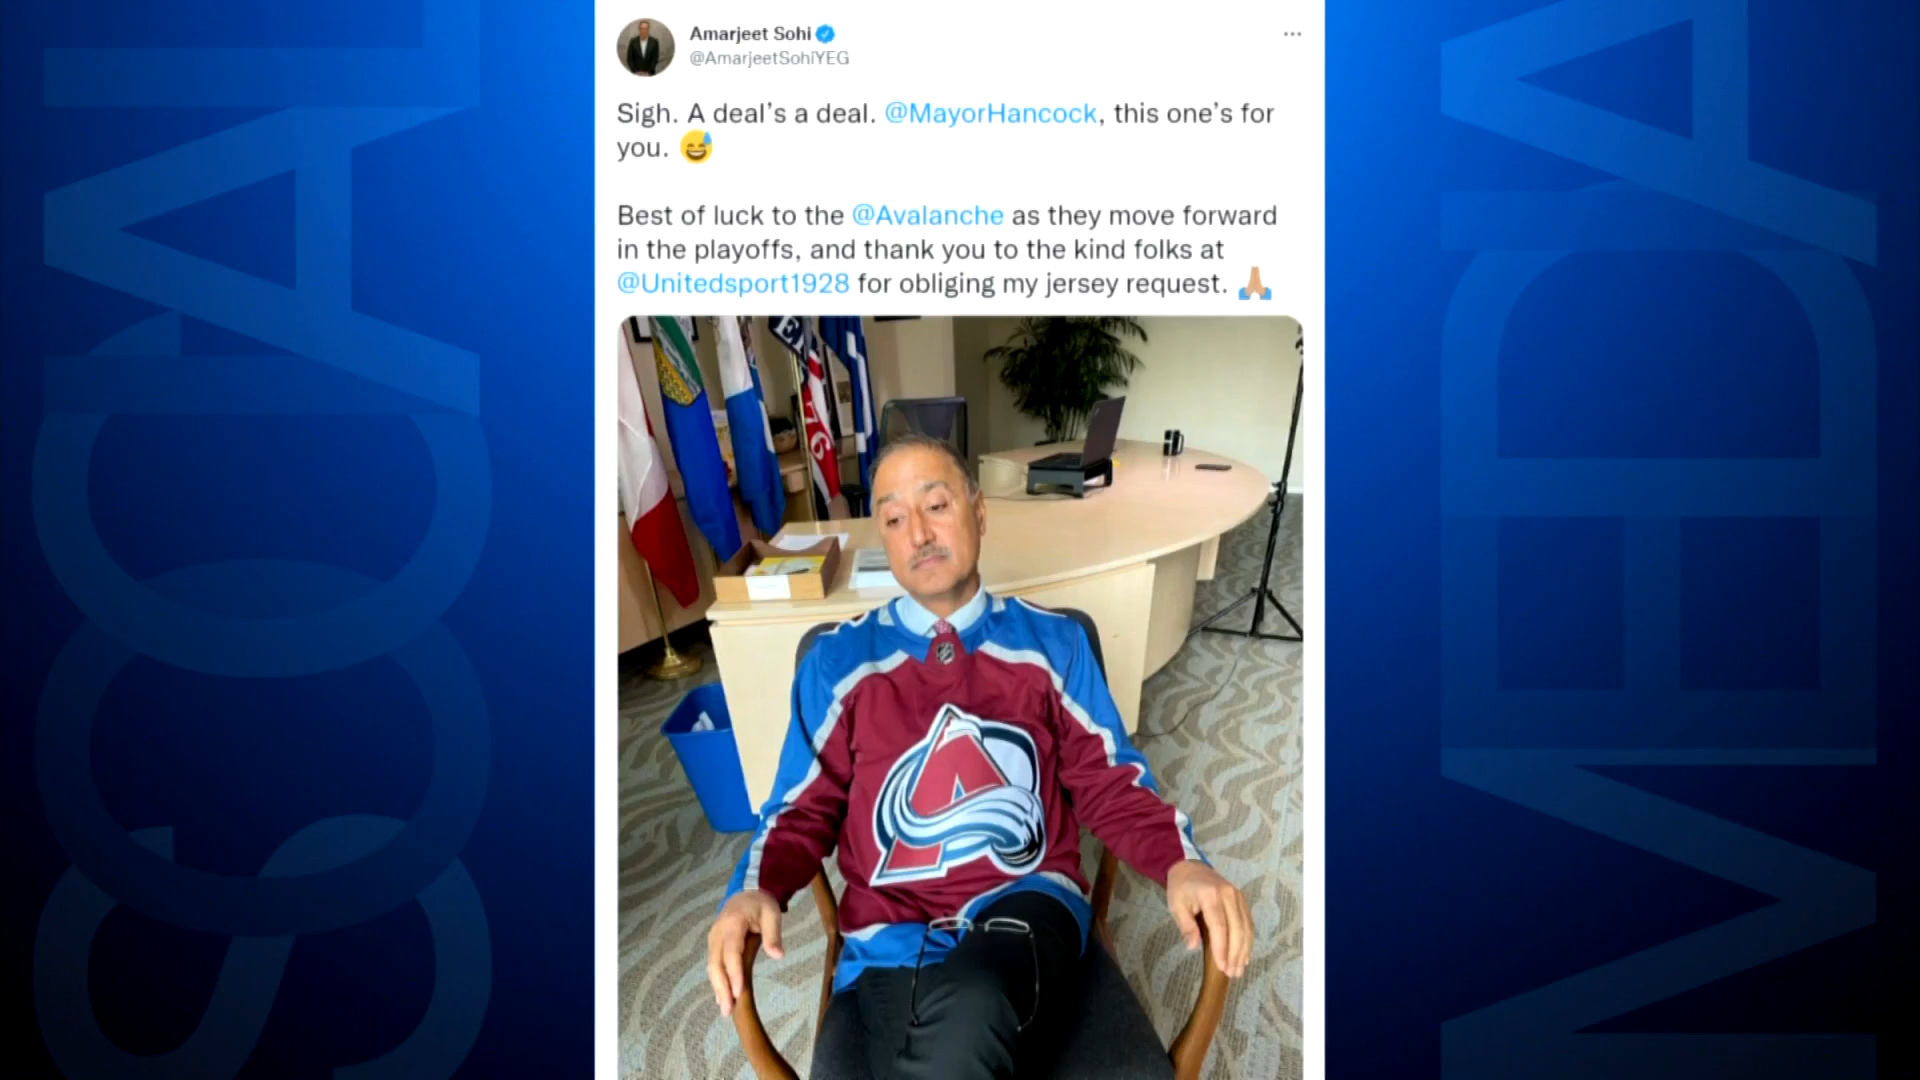 Amarjeet Sohi
@AmarjeetSohiYEG
Sigh. A deal's a deal. @MayorHancock, this one's for
you. 😅
Best of luck to the @Avalanche as they move forward
in the playoffs, and thank you to the kind folks at
@Unitedsport1928 for obliging my jersey request. 🙏🏽
SOCIAL
MEDIA
A